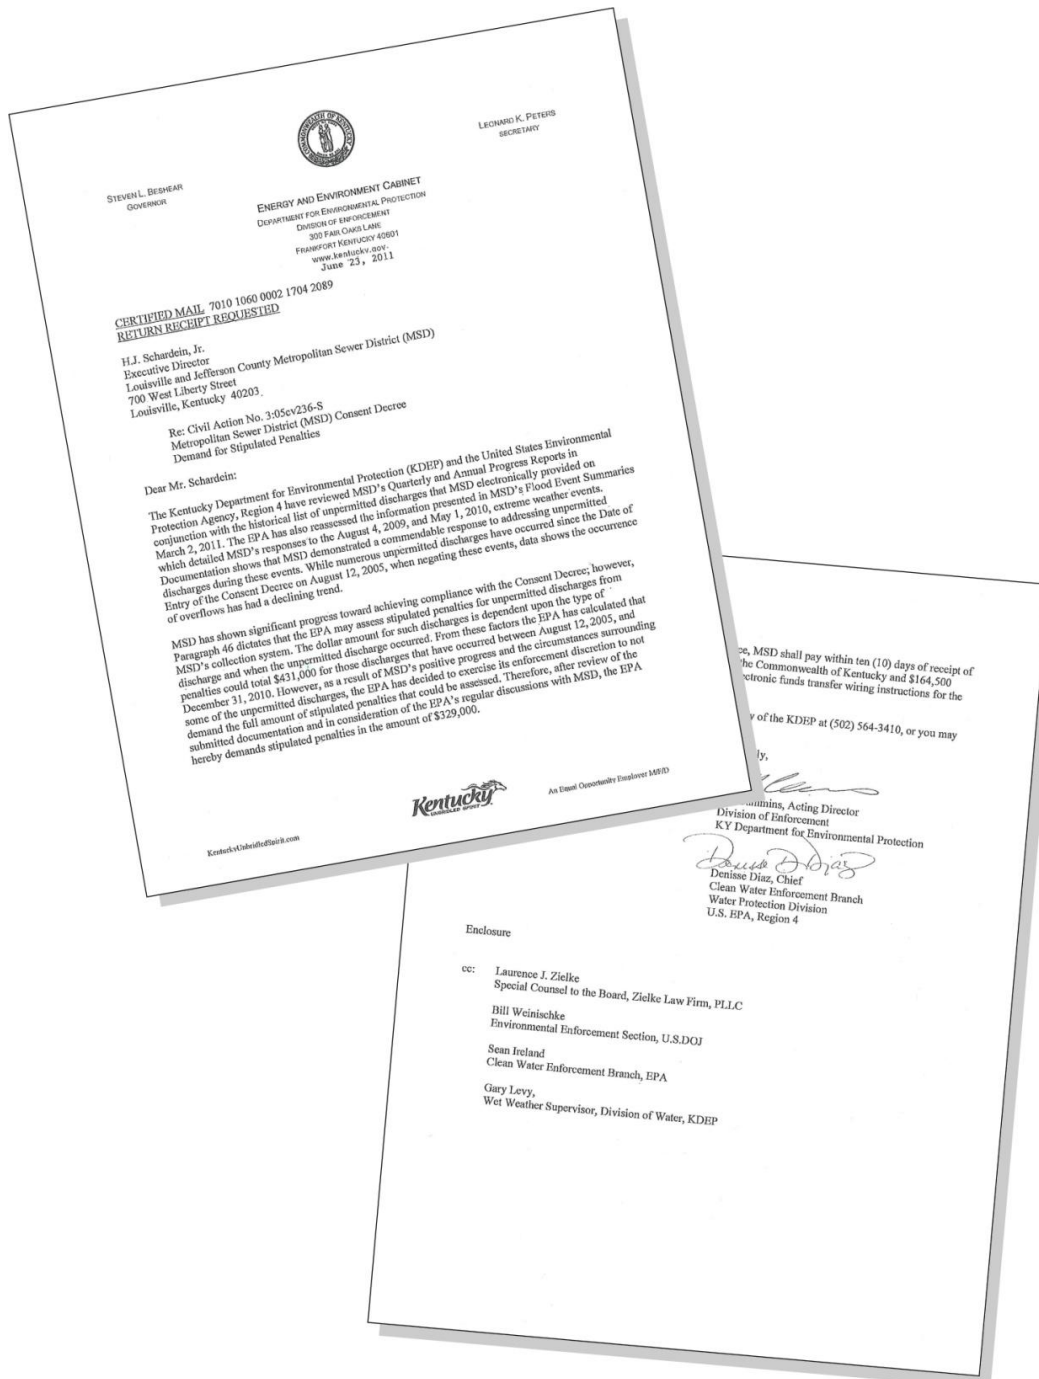 COMMONWEALTH OF KENTUCKY
STEVEN L. BESHEAR
GOVERNOR
LEONARD K. PETERS
SECRETARY
ENERGY AND ENVIRONMENT CABINET
DEPARTMENT FOR ENVIRONMENTAL PROTECTION
DIVISION OF ENFORCEMENT
300 FAIR OAKS LANE
FRANKFORT KENTUCKY 40601
www.kentucky.gov
June 23, 2011
CERTIFIED MAIL 7010 1060 0002 1704 2089
RETURN RECEIPT REQUESTED
H.J. Schardein, Jr.
Executive Director
Louisville and Jefferson County Metropolitan Sewer District (MSD)
700 West Liberty Street
Louisville, Kentucky 40203
Re: Civil Action No. 3:05cv236-S
Metropolitan Sewer District (MSD) Consent Decree
Demand for Stipulated Penalties
Dear Mr. Schardein:
The Kentucky Department for Environmental Protection (KDEP) and the United States Environmental
Protection Agency, Region 4 have reviewed MSD's Quarterly and Annual Progress Reports in
conjunction with the historical list of unpermitted discharges that MSD electronically provided on
March 2, 2011. The EPA has also reassessed the information presented in MSD's Flood Event Summaries
which detailed MSD's responses to the August 4, 2009, and May 1, 2010, extreme weather events.
Documentation shows that MSD demonstrated a commendable response to addressing unpermitted
discharges during these events. While numerous unpermitted discharges have occurred since the Date of
Entry of the Consent Decree on August 12, 2005, when negating these events, data shows the occurrence
of overflows has had a declining trend.
MSD has shown significant progress toward achieving compliance with the Consent Decree; however,
Paragraph 46 dictates that the EPA may assess stipulated penalties for unpermitted discharges from
MSD's collection system. The dollar amount for such discharges is dependent upon the type of
discharge and when the unpermitted discharge occurred. From these factors the EPA has calculated that
penalties could total $431,000 for those discharges that have occurred between August 12, 2005, and
December 31, 2010. However, as a result of MSD's positive progress and the circumstances surrounding
some of the unpermitted discharges, the EPA has decided to exercise its enforcement discretion to not
demand the full amount of stipulated penalties that could be assessed. Therefore, after review of the
submitted documentation and in consideration of the EPA's regular discussions with MSD, the EPA
hereby demands stipulated penalties in the amount of $329,000.
KentuckyUnbridledSpirit.com
Kentucky
UNBRIDLED SPIRIT
An Equal Opportunity Employer M/F/D
MSD shall pay within ten (10) days of receipt of
the Commonwealth of Kentucky and $164,500
funds transfer wiring instructions for the
of the KDEP at (502) 564-3410, or you may
Acting Director
Division of Enforcement
KY Department for Environmental Protection
Denisse D Diaz
Denisse Diaz, Chief
Clean Water Enforcement Branch
Water Protection Division
U.S. EPA, Region 4
Enclosure
cc: Laurence J. Zielke
Special Counsel to the Board, Zielke Law Firm, PLLC
Bill Weinischke
Environmental Enforcement Section, U.S.DOJ
Sean Ireland
Clean Water Enforcement Branch, EPA
Gary Levy,
Wet Weather Supervisor, Division of Water, KDEP